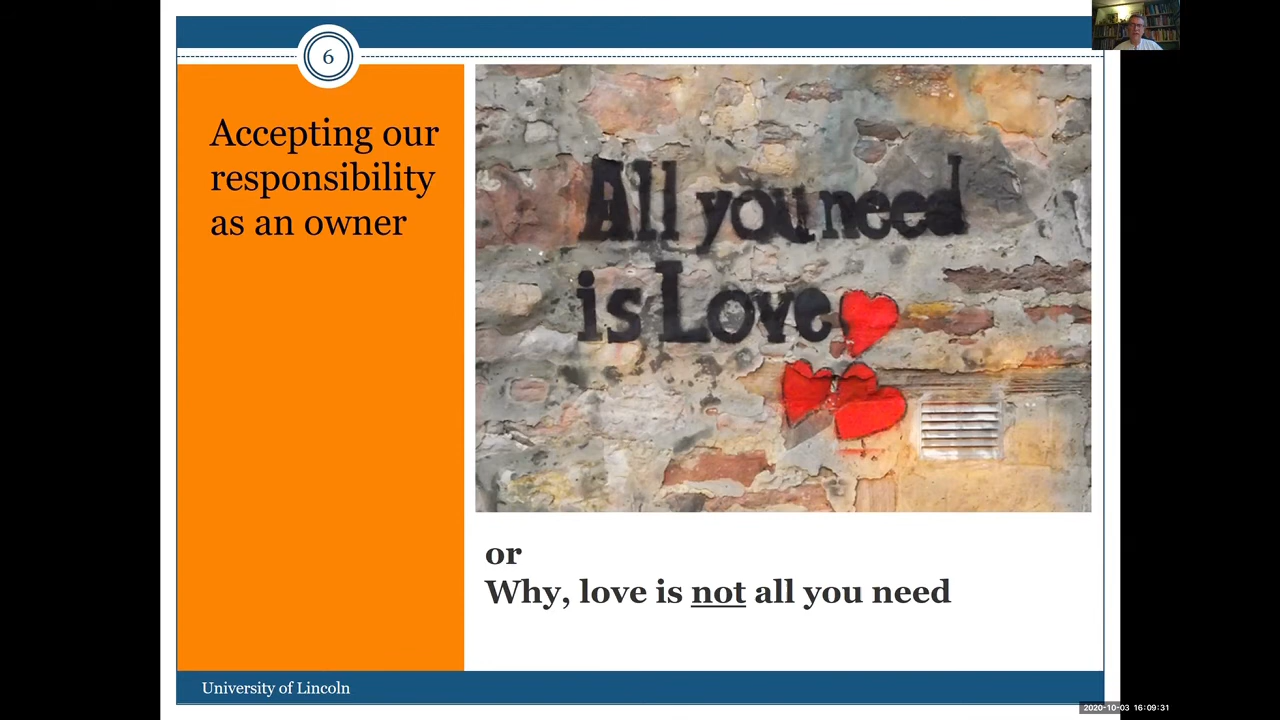 6
Accepting our
responsibility
as an owner
All you need
is Love
or
Why, love is not all you need
University of Lincoln
2020-10-03 16:09:31